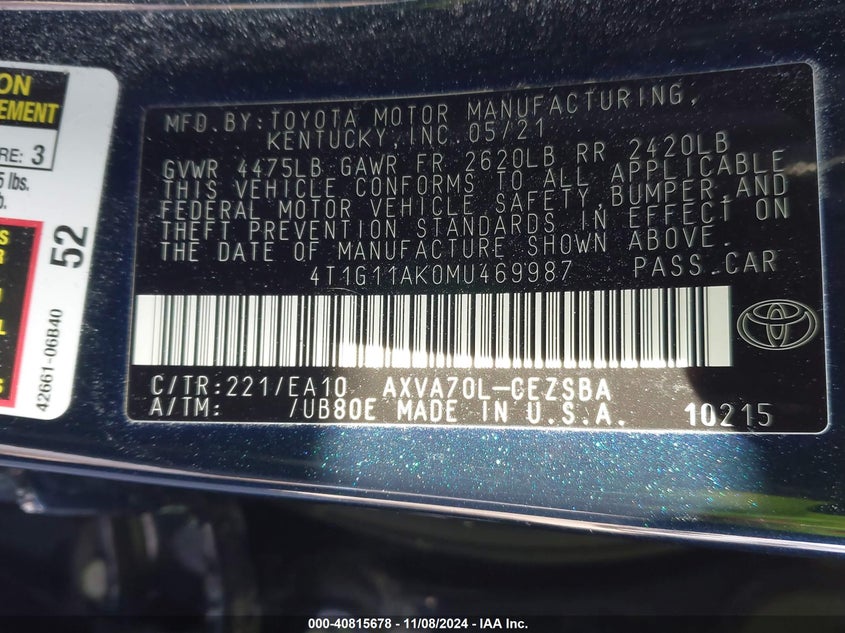 ON
EMENT
RE: 3
5 lbs.
b.
S
R
U
L
S
52
42661-06B40
MFD.BY:TOYOTA MOTOR MANUFACTURING,
KENTUCKY,INC 05/21
GVWR 4475LB GAWR FR 2620LB RR 2420LB
THIS VEHICLE CONFORMS TO ALL APPLICABLE
FEDERAL MOTOR VEHICLE SAFETY,BUMPER,AND
THEFT PREVENTION STANDARDS IN EFFECT ON
THE DATE OF MANUFACTURE SHOWN ABOVE.
4T1G11AK0MU469987 PASS.CAR
C/TR:221/EA10 AXVA70L-CEZSBA
A/TM: /UB80E MADE IN U.S.A. 10215
000-40815678 - 11/08/2024 - IAA Inc.